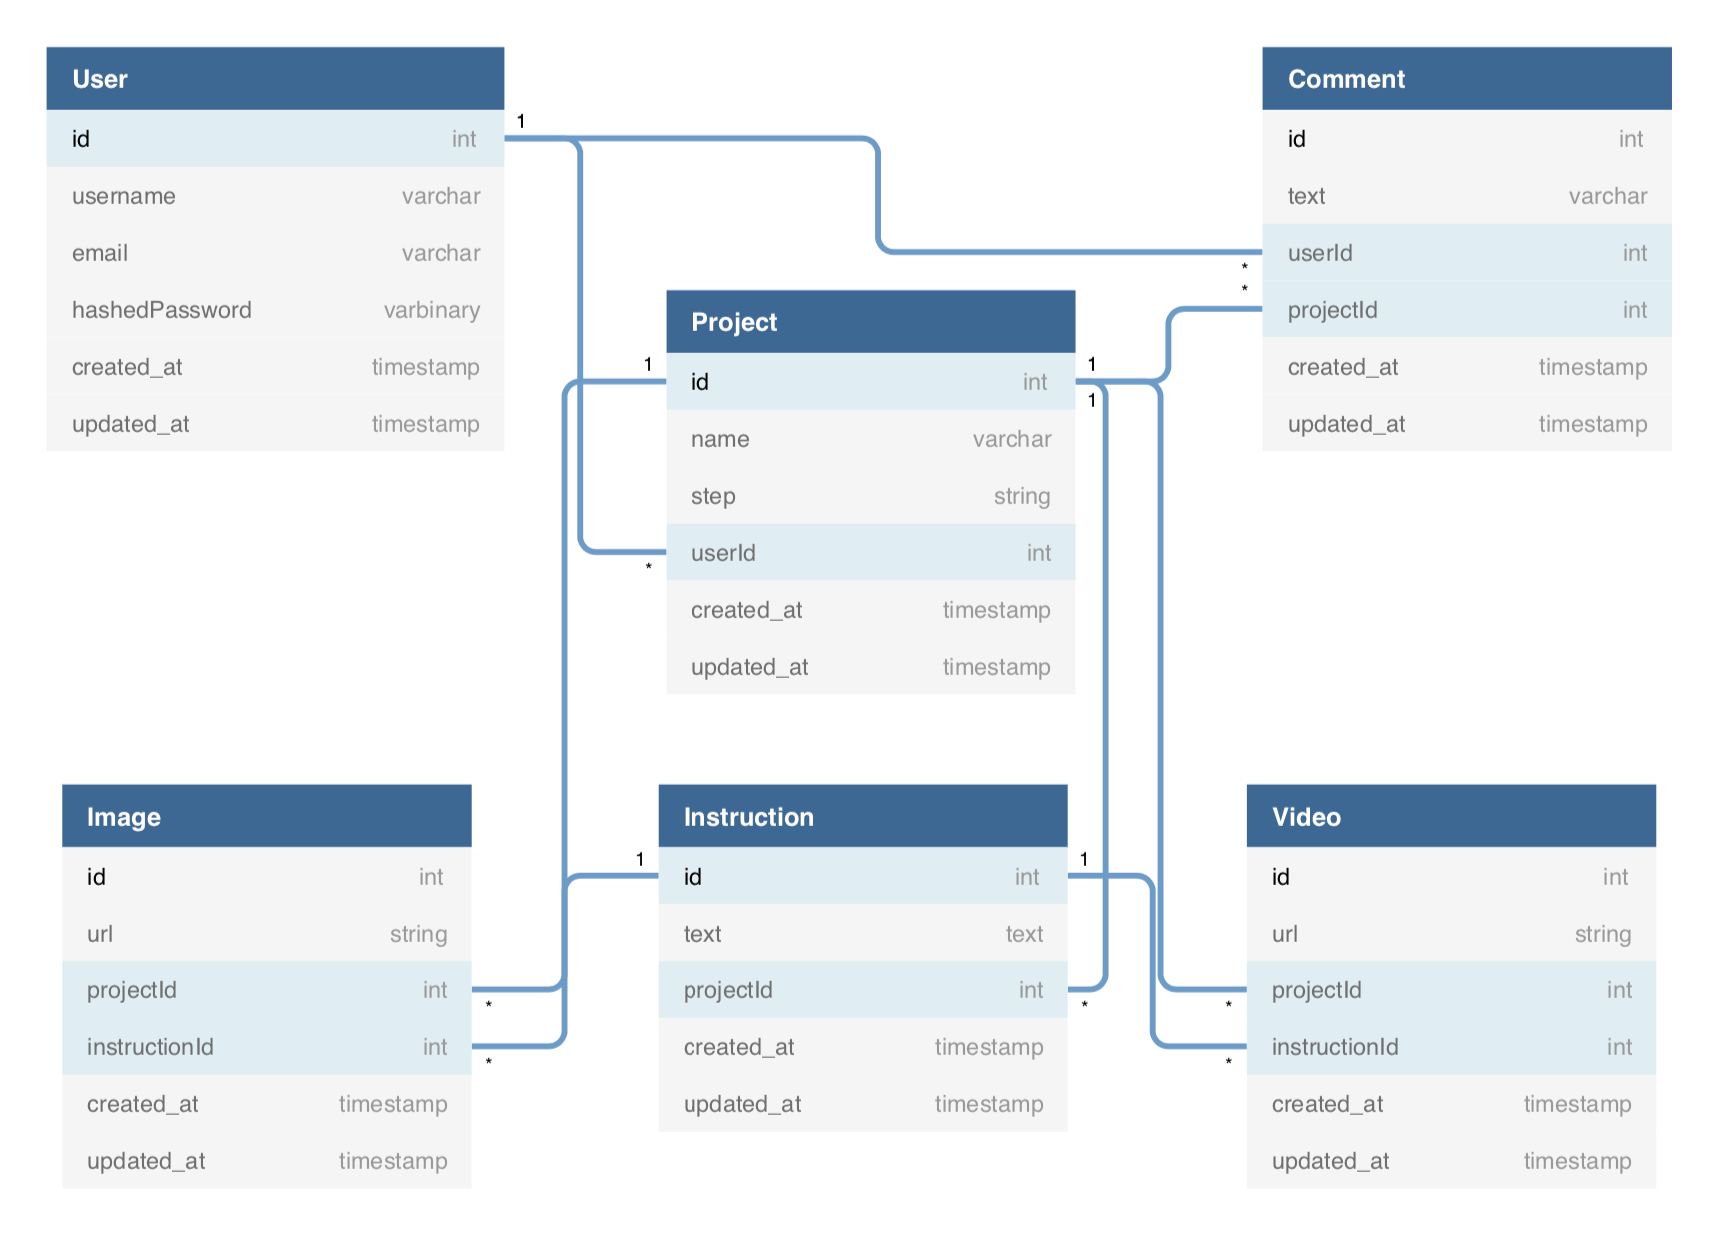 User
id int
username varchar
email varchar
hashedPassword varbinary
created_at timestamp
updated_at timestamp
1
Comment
id int
text varchar
userId int
projectId int
created_at timestamp
updated_at timestamp
*
*
Project
id int
name varchar
step string
userId int
created_at timestamp
updated_at timestamp
1
1
1
*
Image
id int
url string
projectId int
instructionId int
created_at timestamp
updated_at timestamp
*
*
Instruction
id int
text text
projectId int
created_at timestamp
updated_at timestamp
1
1
*
Video
id int
url string
projectId int
instructionId int
created_at timestamp
updated_at timestamp
*
*